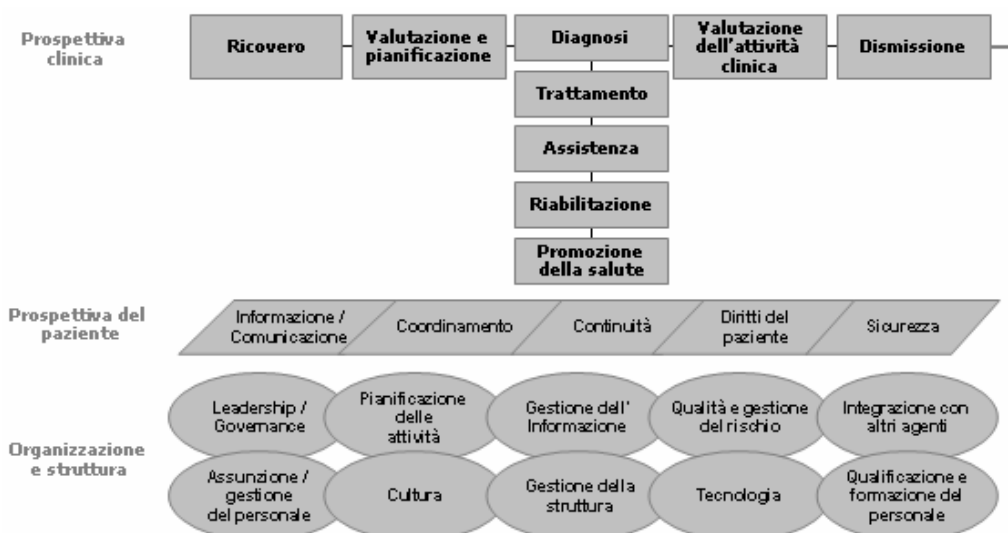 Prospettiva
clinica
Ricovero
Valutazione e
pianificazione
Diagnosi
Valutazione
dell'attività
clinica
Dismissione
Trattamento
Assistenza
Riabilitazione
Promozione
della salute
Prospettiva del
paziente
Informazione /
Comunicazione
Coordinamento
Continuità
Diritti del
paziente
Sicurezza
Organizzazione
e struttura
Leadership /
Governance
Pianificazione
delle
attività
Gestione dell'
Informazione
Qualità e gestione
del rischio
Integrazione con
altri agenti
Assunzione /
gestione
del personale
Cultura
Gestione della
struttura
Tecnologia
Qualificazione e
formazione del
personale